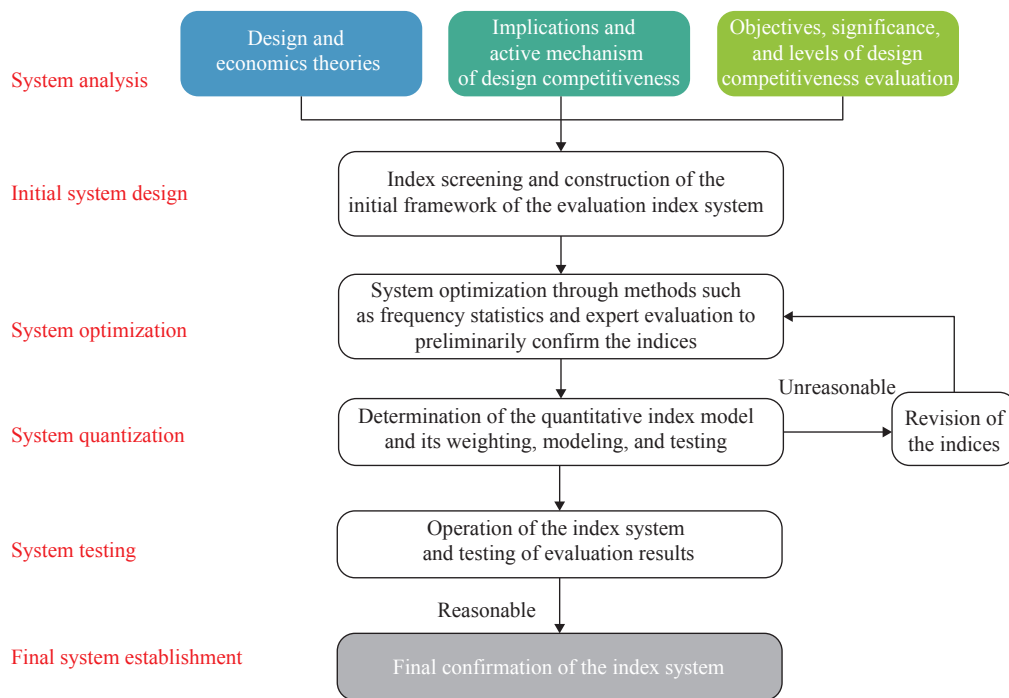 System analysis
Design and
economics theories
Implications and
active mechanism
of design competitiveness
Objectives, significance,
and levels of design
competitiveness evaluation
Initial system design
Index screening and construction of the
initial framework of the evaluation index system
System optimization
System optimization through methods such
as frequency statistics and expert evaluation to
preliminarily confirm the indices
System quantization
Determination of the quantitative index model
and its weighting, modeling, and testing
Unreasonable
Revision of
the indices
System testing
Operation of the index system
and testing of evaluation results
Reasonable
Final system establishment
Final confirmation of the index system